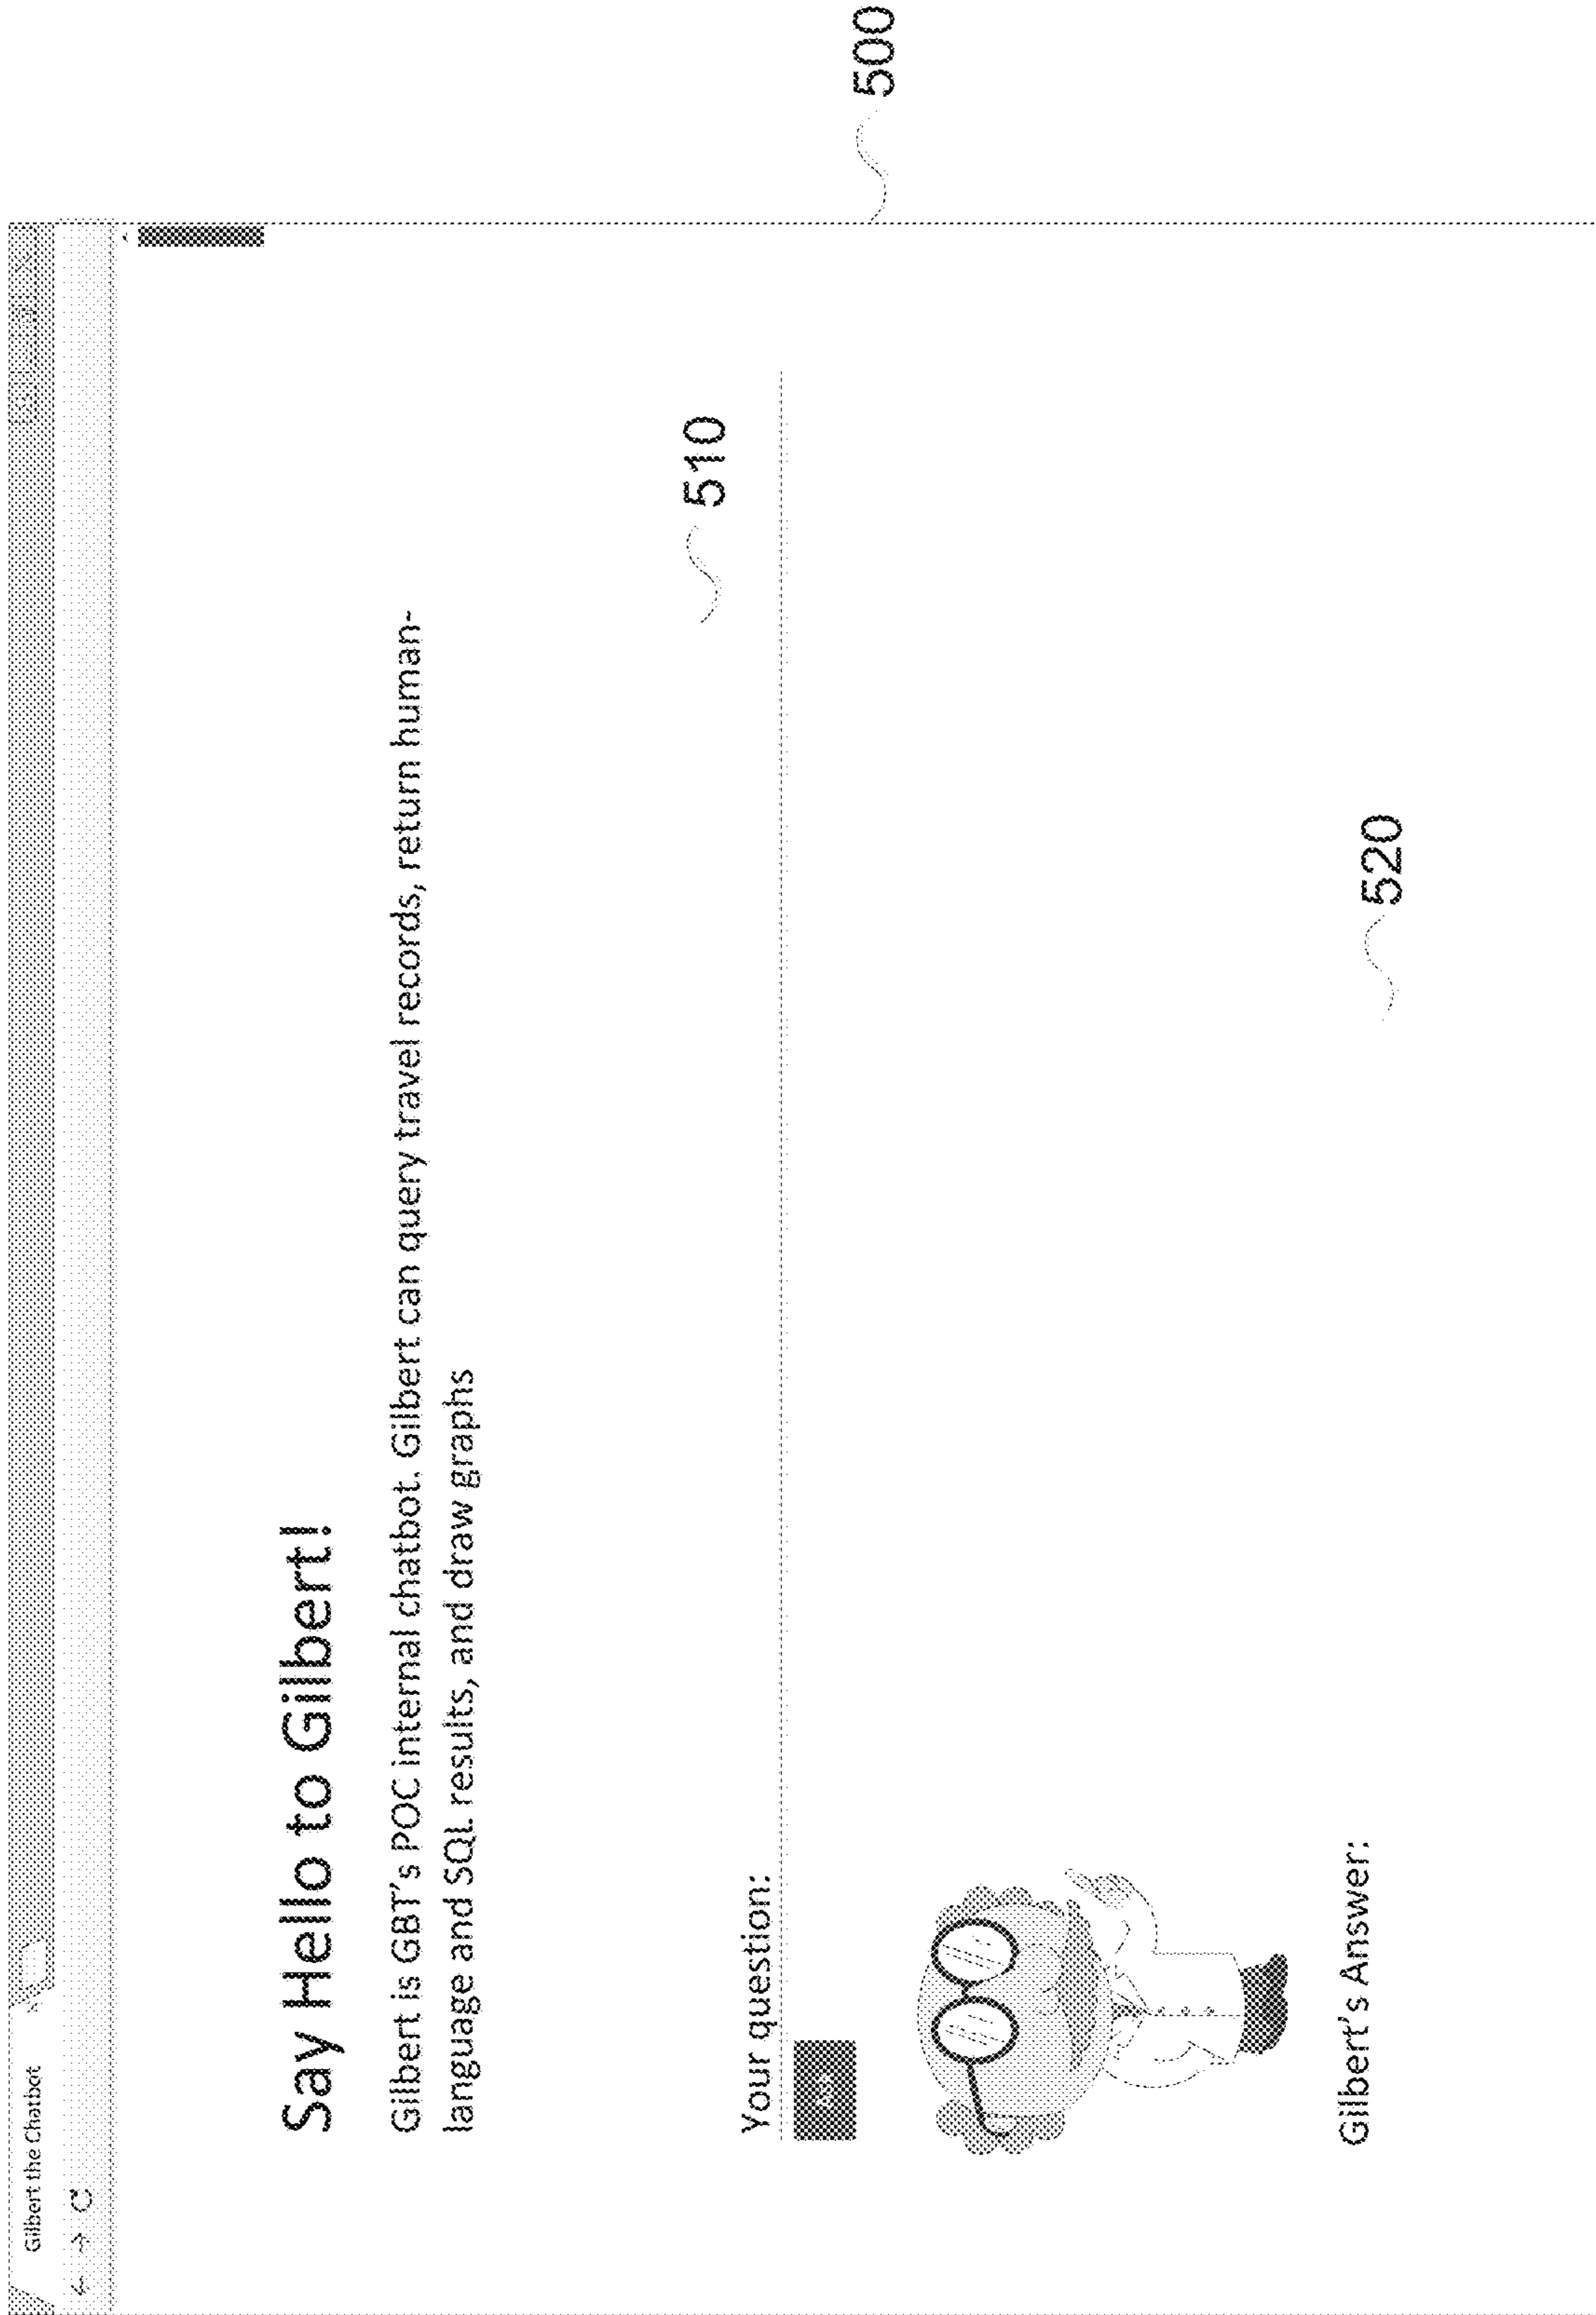 Gilbert the Chatbot
Say Hello to Gilbert!
Gilbert is GBT's POC internal chatbot. Gilbert can query travel records, return human-
language and SQL results, and draw graphs
510
Your question:
500
Gilbert's Answer:
520